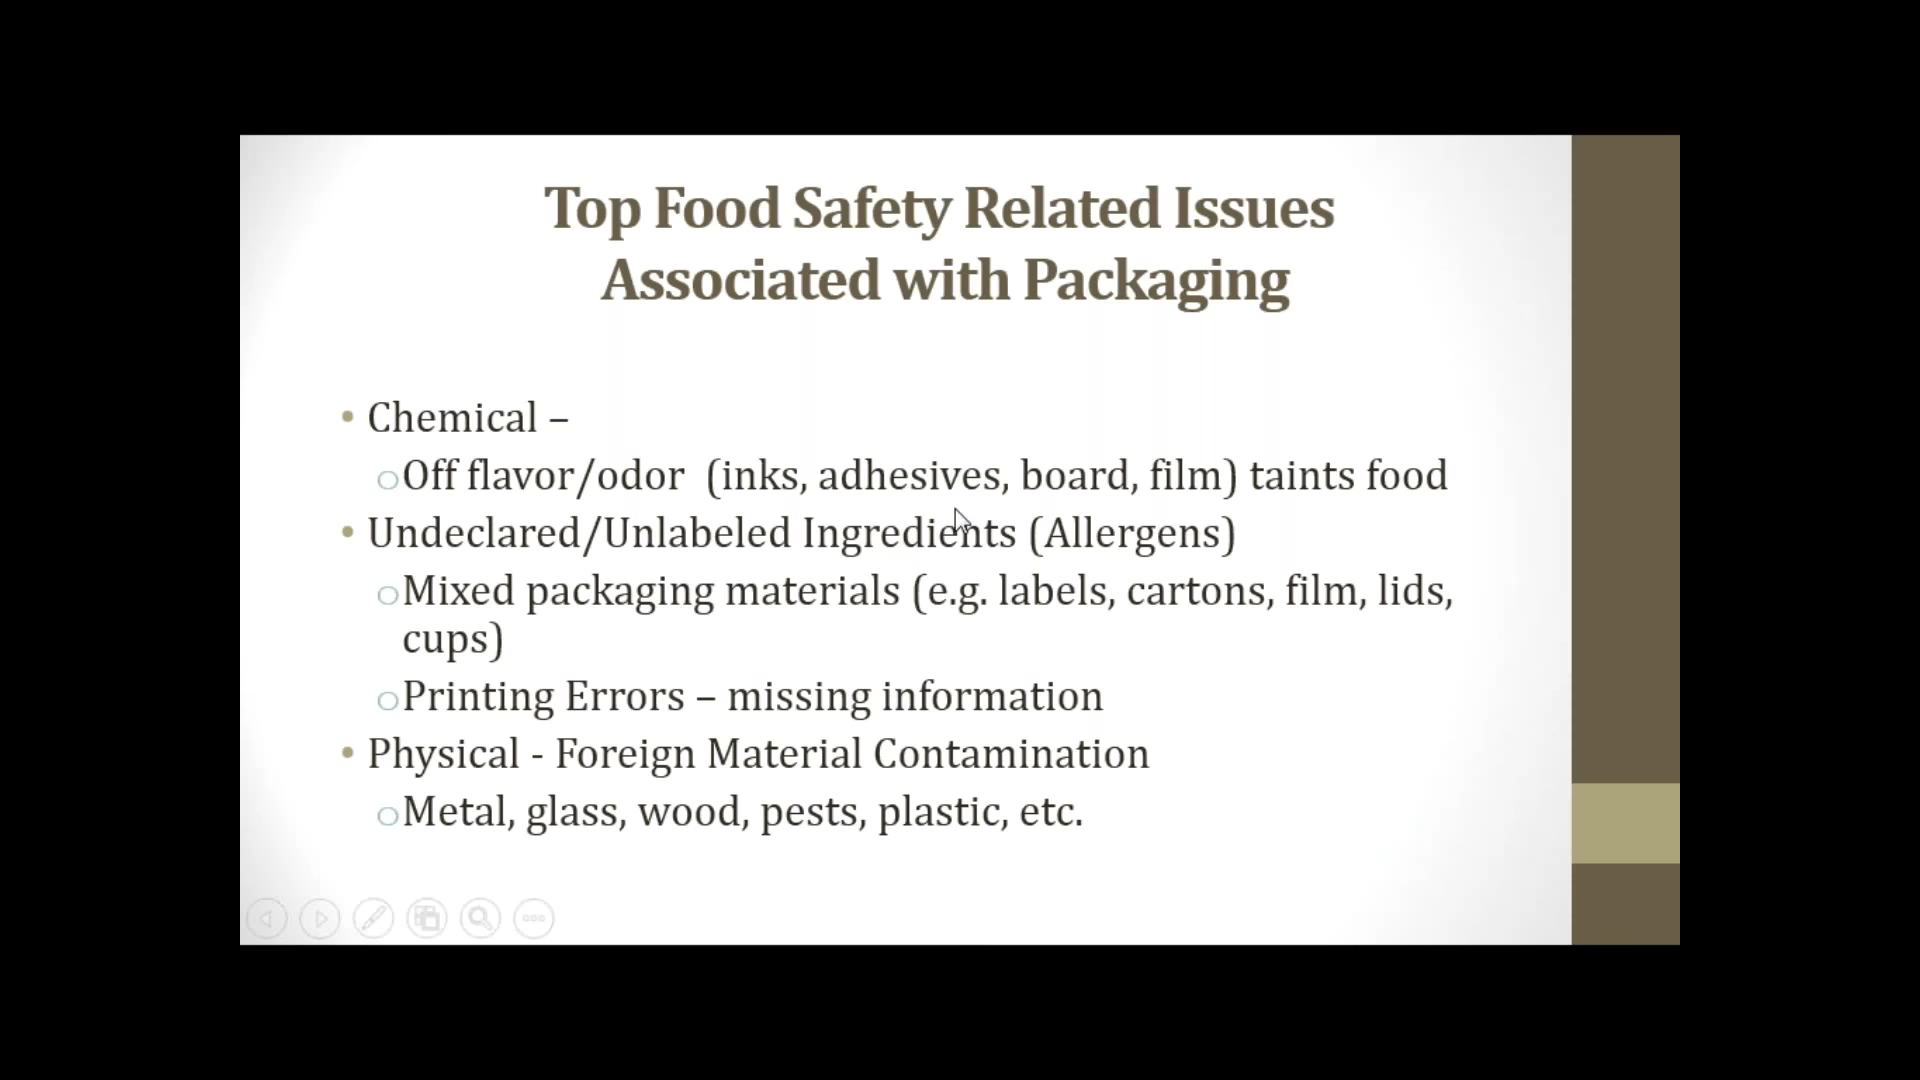 Top Food Safety Related Issues
Associated with Packaging
• Chemical –
oOff flavor/odor  (inks, adhesives, board, film) taints food
• Undeclared/Unlabeled Ingredients (Allergens)
oMixed packaging materials (e.g. labels, cartons, film, lids,
cups)
oPrinting Errors – missing information
• Physical - Foreign Material Contamination
oMetal, glass, wood, pests, plastic, etc.